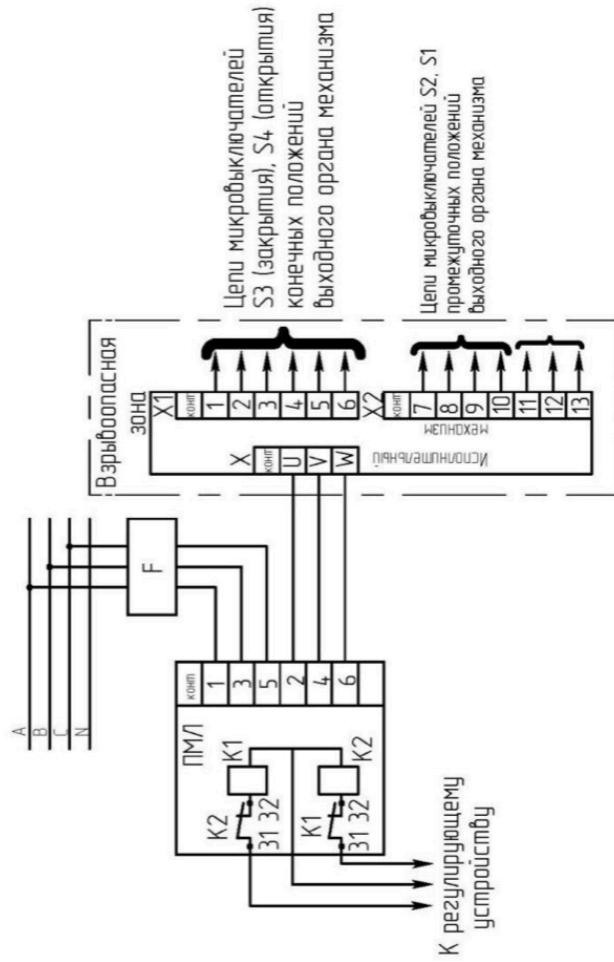 A
B
C
N
F
ПМЛ
конт
1
3
5
2
4
6
K2
K1
31 32
K1
K2
31 32
К регулирующему
устройству
Взрывоопасная
зона
X
конт
U
V
W
Исполнительный
механизм
X1
конт
1
2
3
4
5
6
X2
конт
7
8
9
10
11
12
13
Цепи микровыключателей
S3 (закрытия), S4 (открытия)
конечных положений
выходного органа механизма
Цепи микровыключателей S2, S1
промежуточных положений
выходного органа механизма